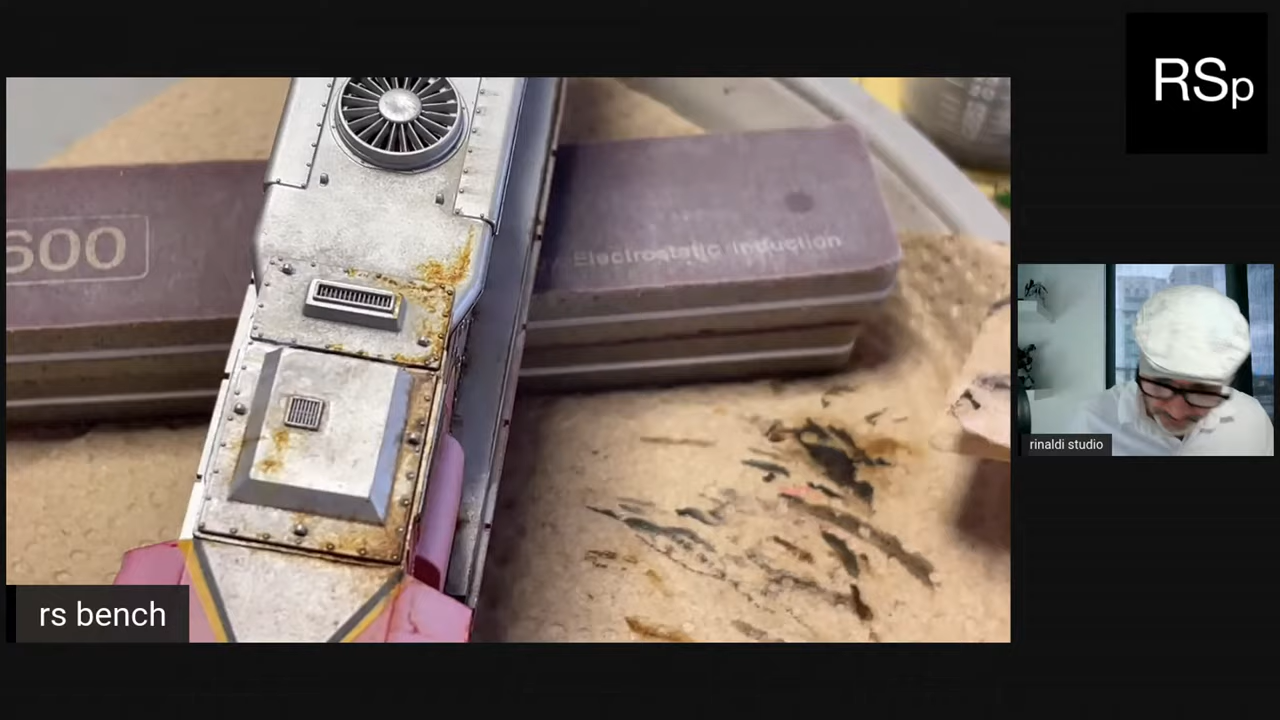 RSp
600
Electrostatic Induction
rinaldi studio
rs bench